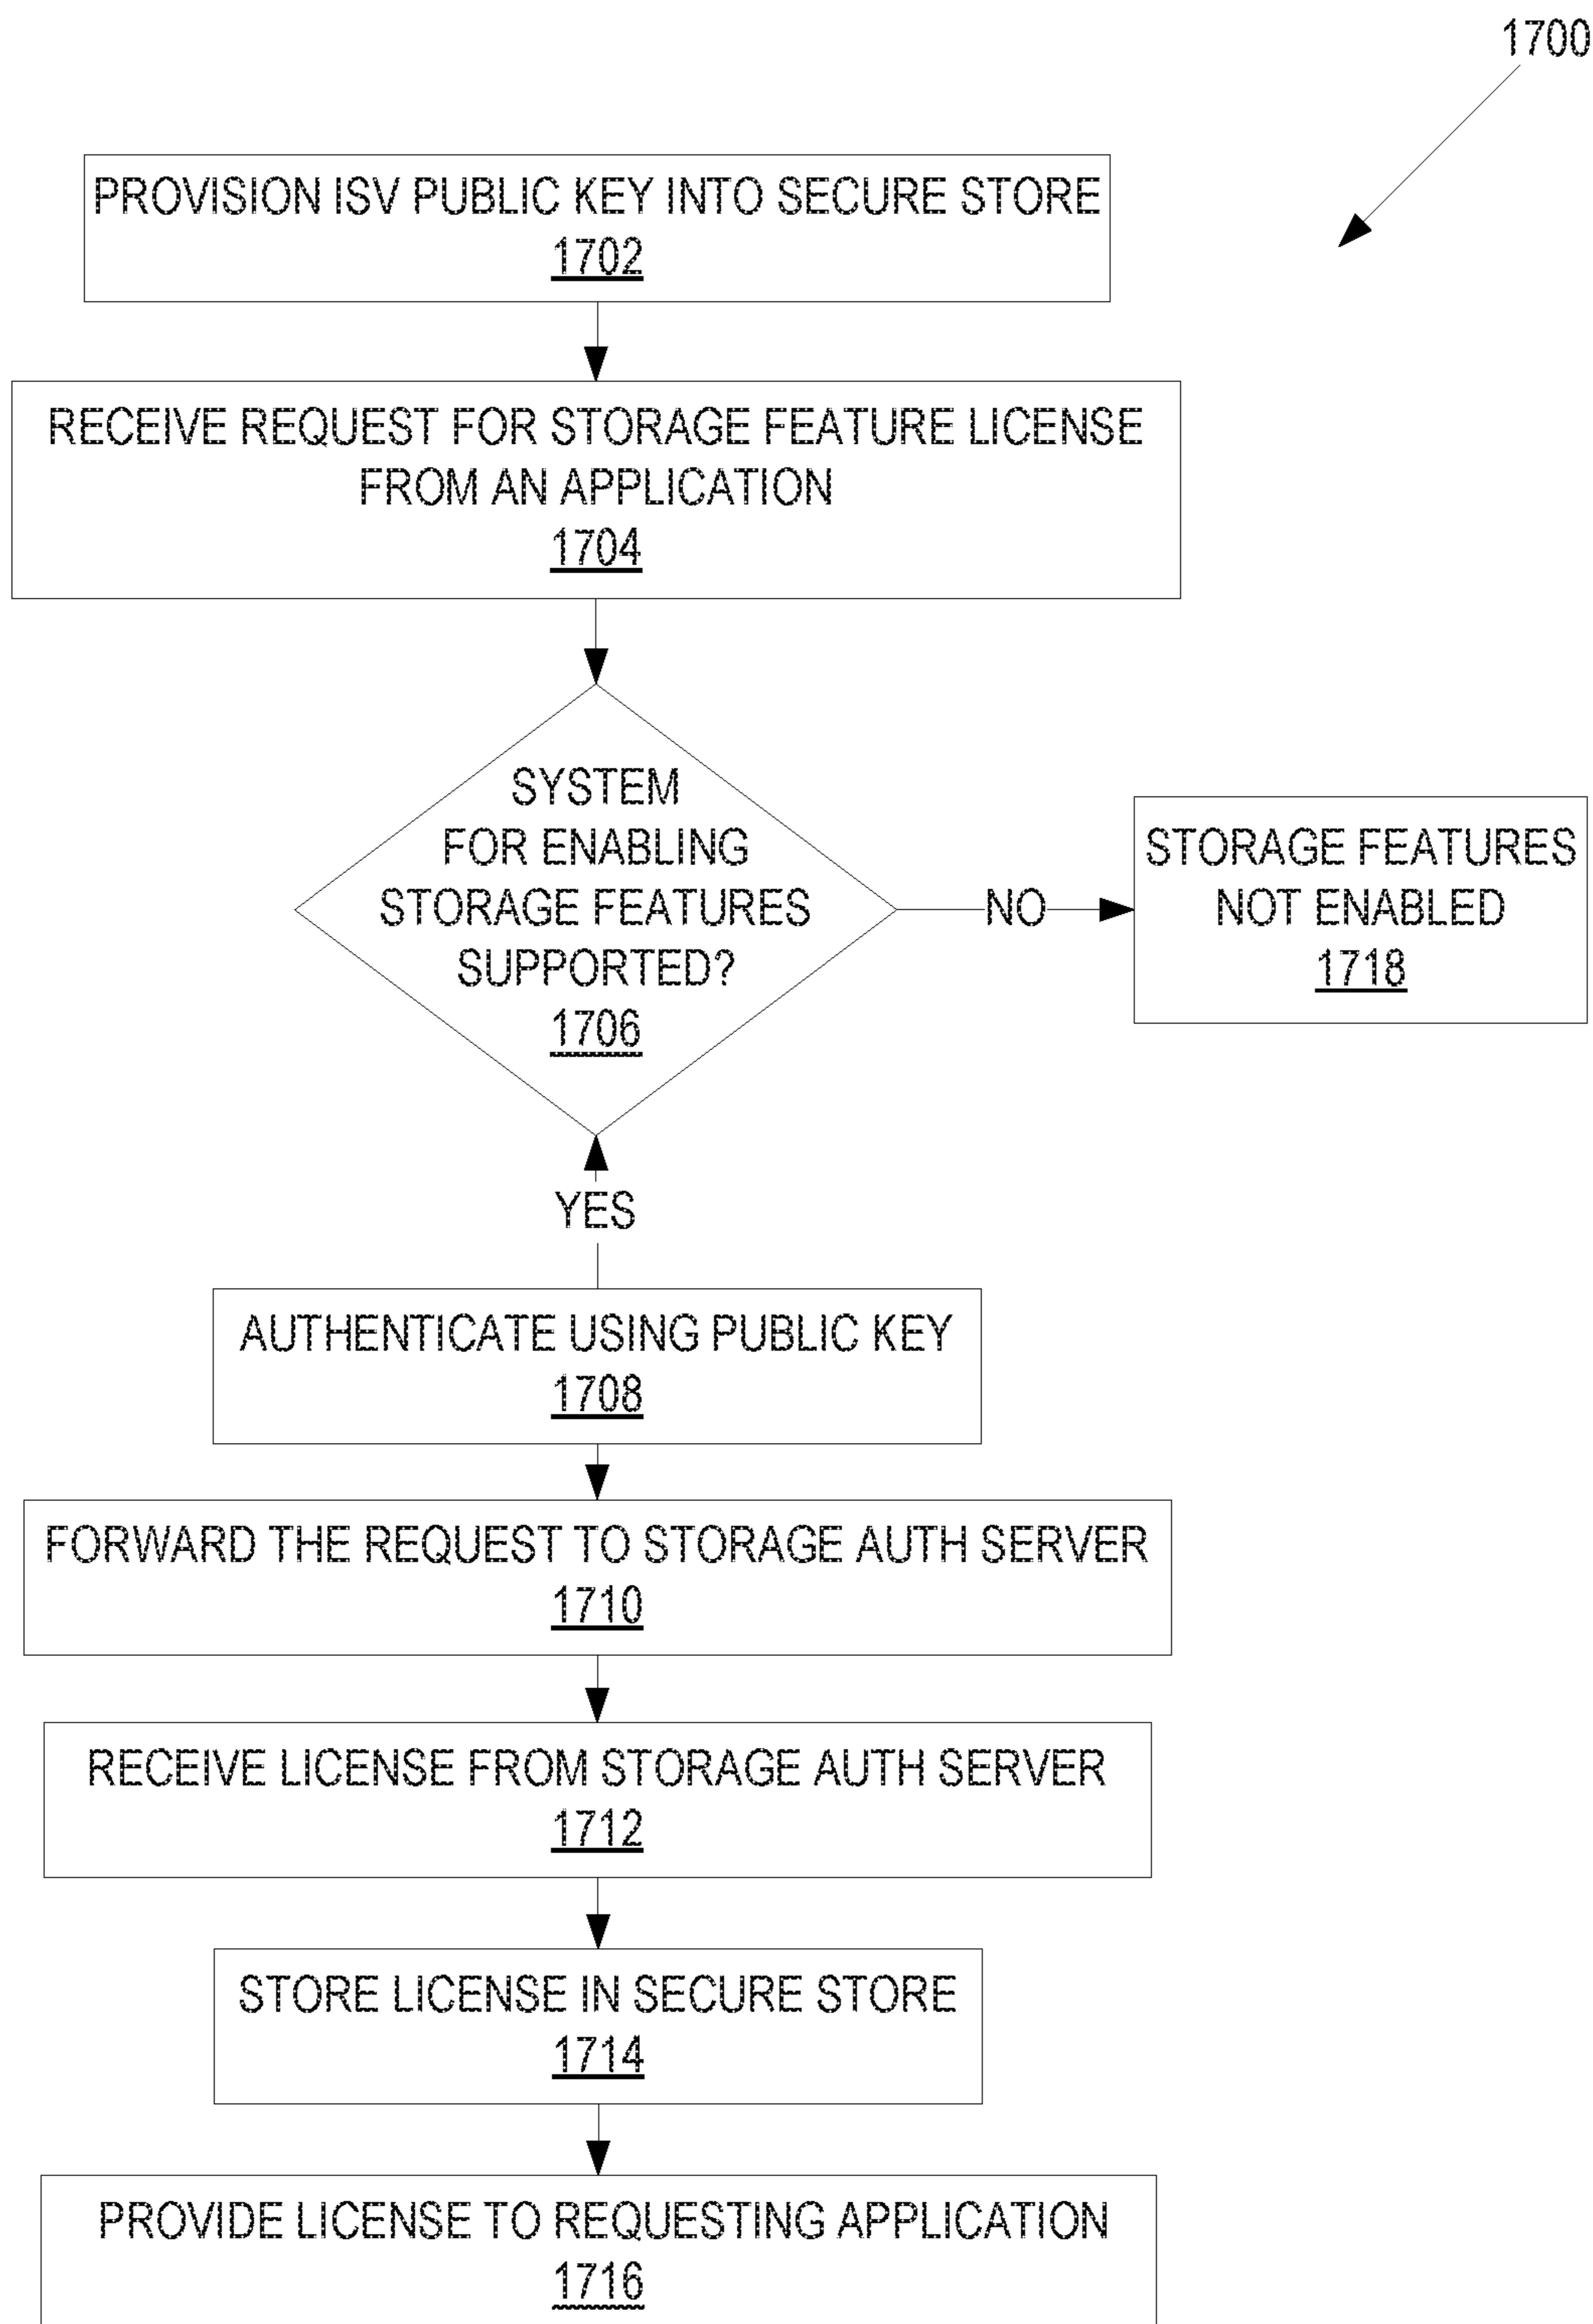 1700
PROVISION ISV PUBLIC KEY INTO SECURE STORE
1702
RECEIVE REQUEST FOR STORAGE FEATURE LICENSE
FROM AN APPLICATION
1704
SYSTEM
FOR ENABLING
STORAGE FEATURES
SUPPORTED?
1706
NO
STORAGE FEATURES
NOT ENABLED
1718
YES
AUTHENTICATE USING PUBLIC KEY
1708
FORWARD THE REQUEST TO STORAGE AUTH SERVER
1710
RECEIVE LICENSE FROM STORAGE AUTH SERVER
1712
STORE LICENSE IN SECURE STORE
1714
PROVIDE LICENSE TO REQUESTING APPLICATION
1716